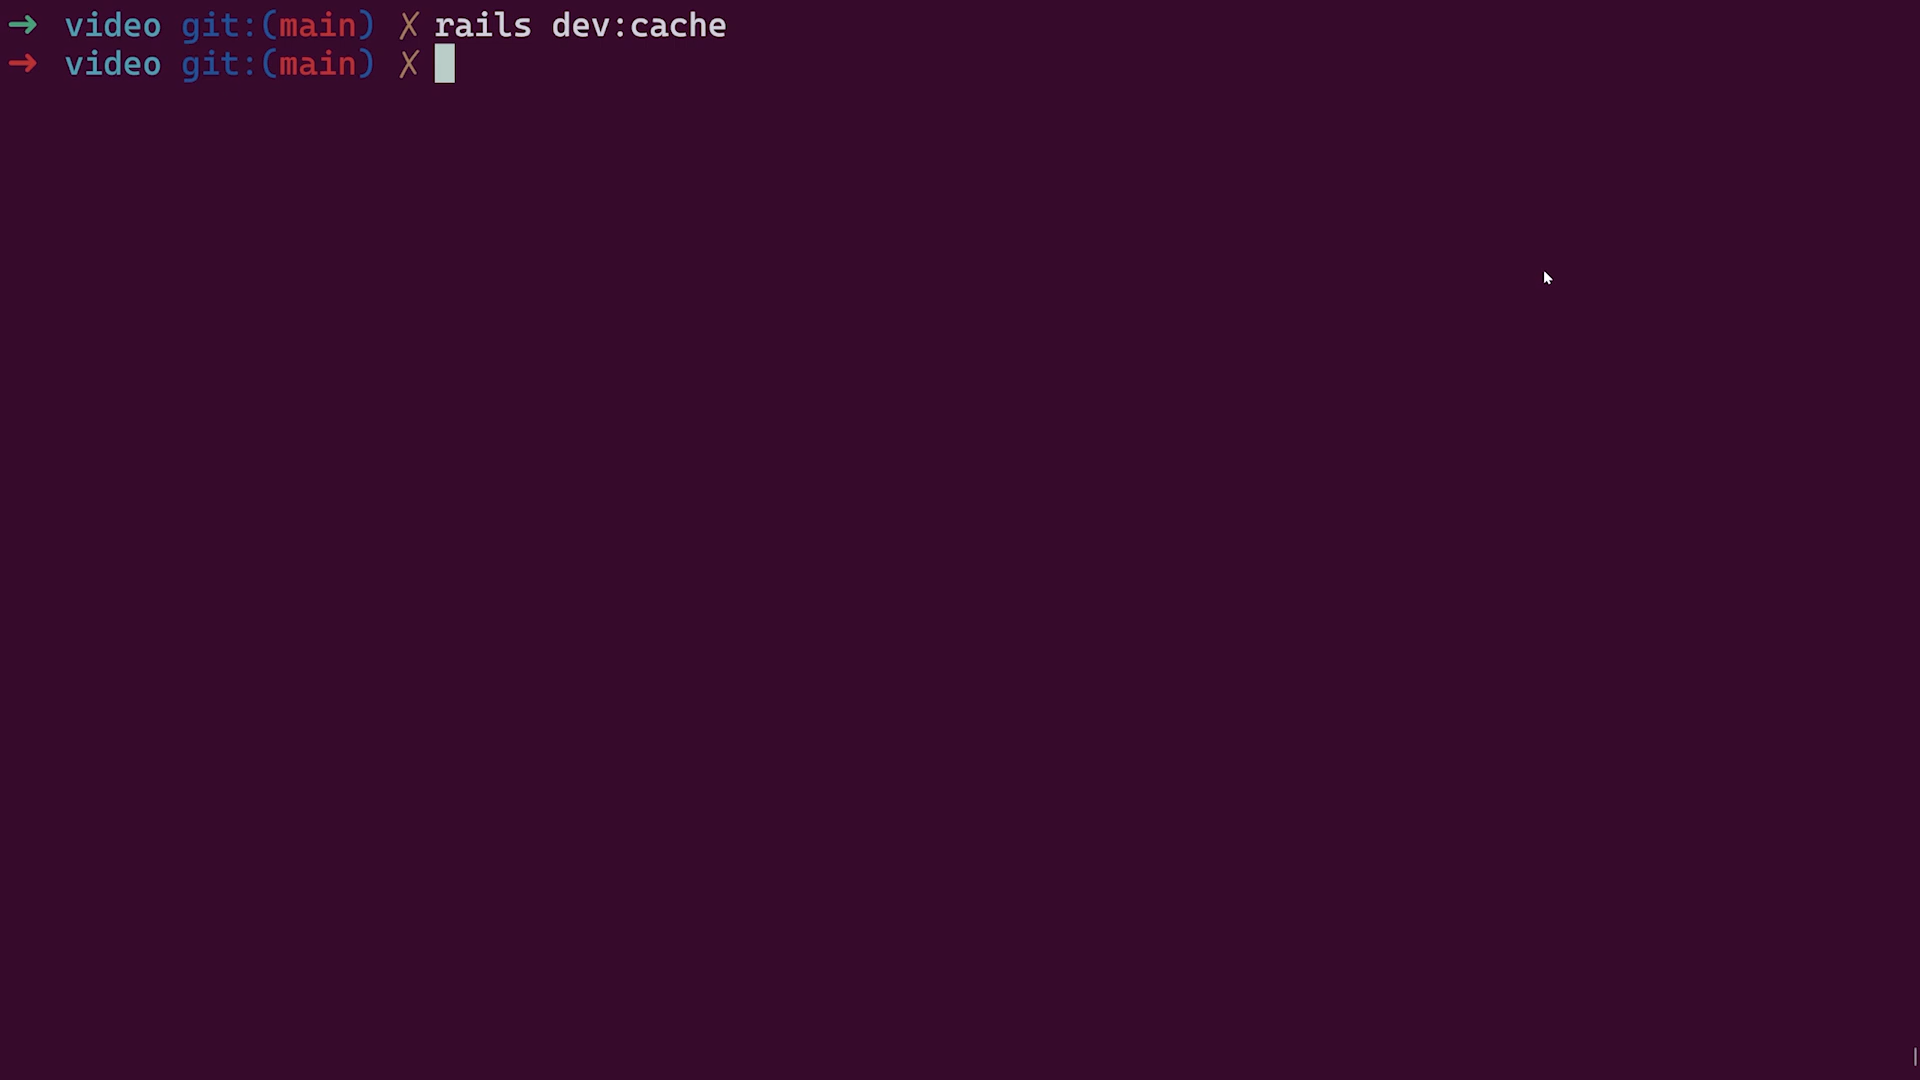 ➜ video git:(main) ✗ rails dev:cache
➜ video git:(main) ✗